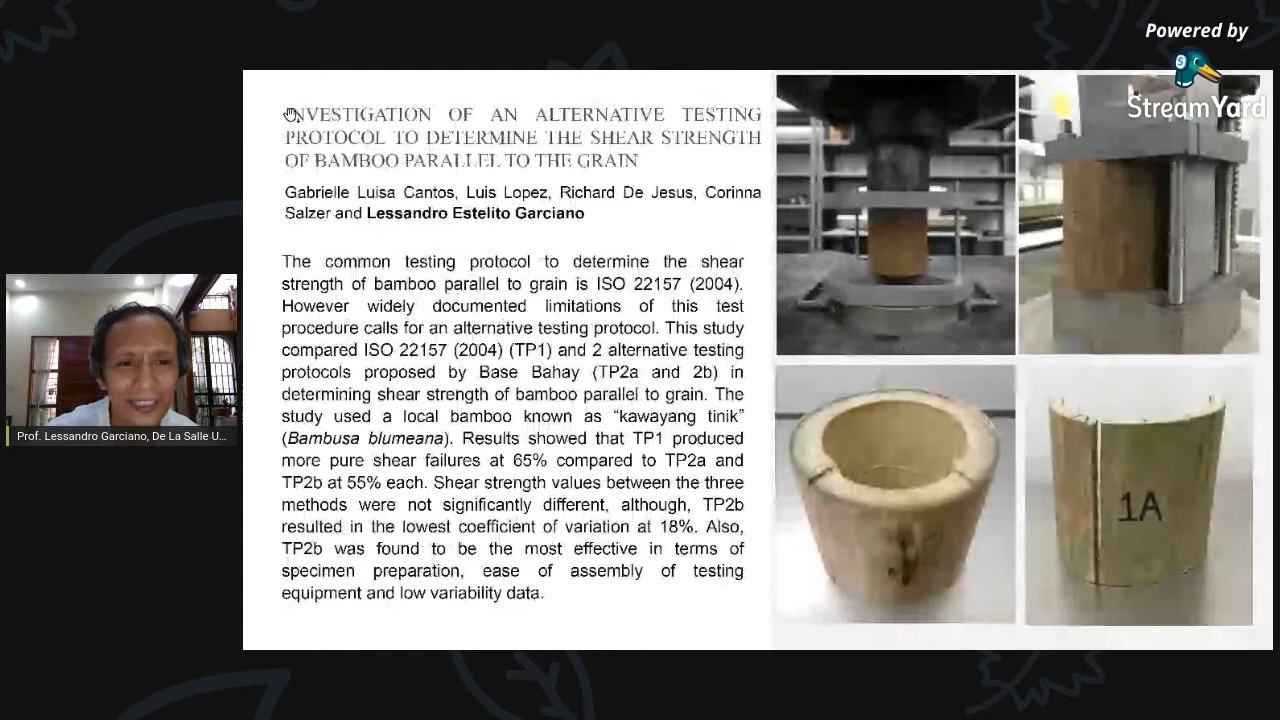 Powered by
StreamYard
INVESTIGATION OF AN ALTERNATIVE TESTING
PROTOCOL TO DETERMINE THE SHEAR STRENGTH
OF BAMBOO PARALLEL TO THE GRAIN
Gabrielle Luisa Cantos, Luis Lopez, Richard De Jesus, Corinna
Salzer and Lessandro Estelito Garciano
The common testing protocol to determine the shear
strength of bamboo parallel to grain is ISO 22157 (2004).
However widely documented limitations of this test
procedure calls for an alternative testing protocol. This study
compared ISO 22157 (2004) (TP1) and 2 alternative testing
protocols proposed by Base Bahay (TP2a and 2b) in
determining shear strength of bamboo parallel to grain. The
study used a local bamboo known as “kawayang tinik”
(Bambusa blumeana). Results showed that TP1 produced
more pure shear failures at 65% compared to TP2a and
TP2b at 55% each. Shear strength values between the three
methods were not significantly different, although, TP2b
resulted in the lowest coefficient of variation at 18%. Also,
TP2b was found to be the most effective in terms of
specimen preparation, ease of assembly of testing
equipment and low variability data.
1A
Prof. Lessandro Garciano, De La Salle U...